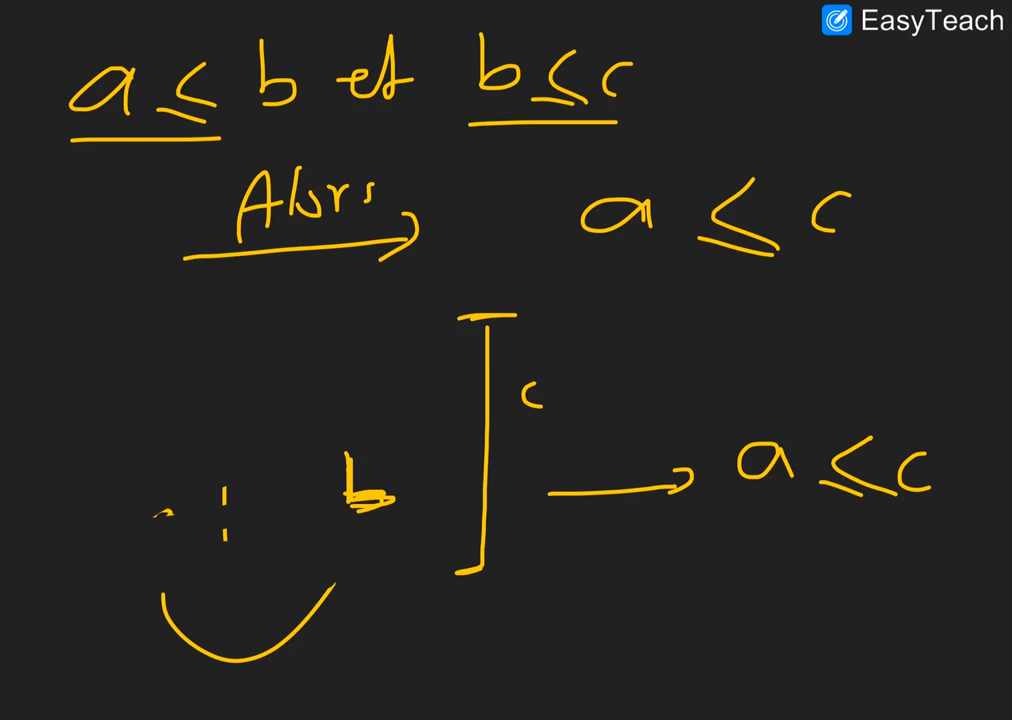 EasyTeach
a ≤ b et b ≤ c
Alors a ≤ c
c
b
→ a ≤ c